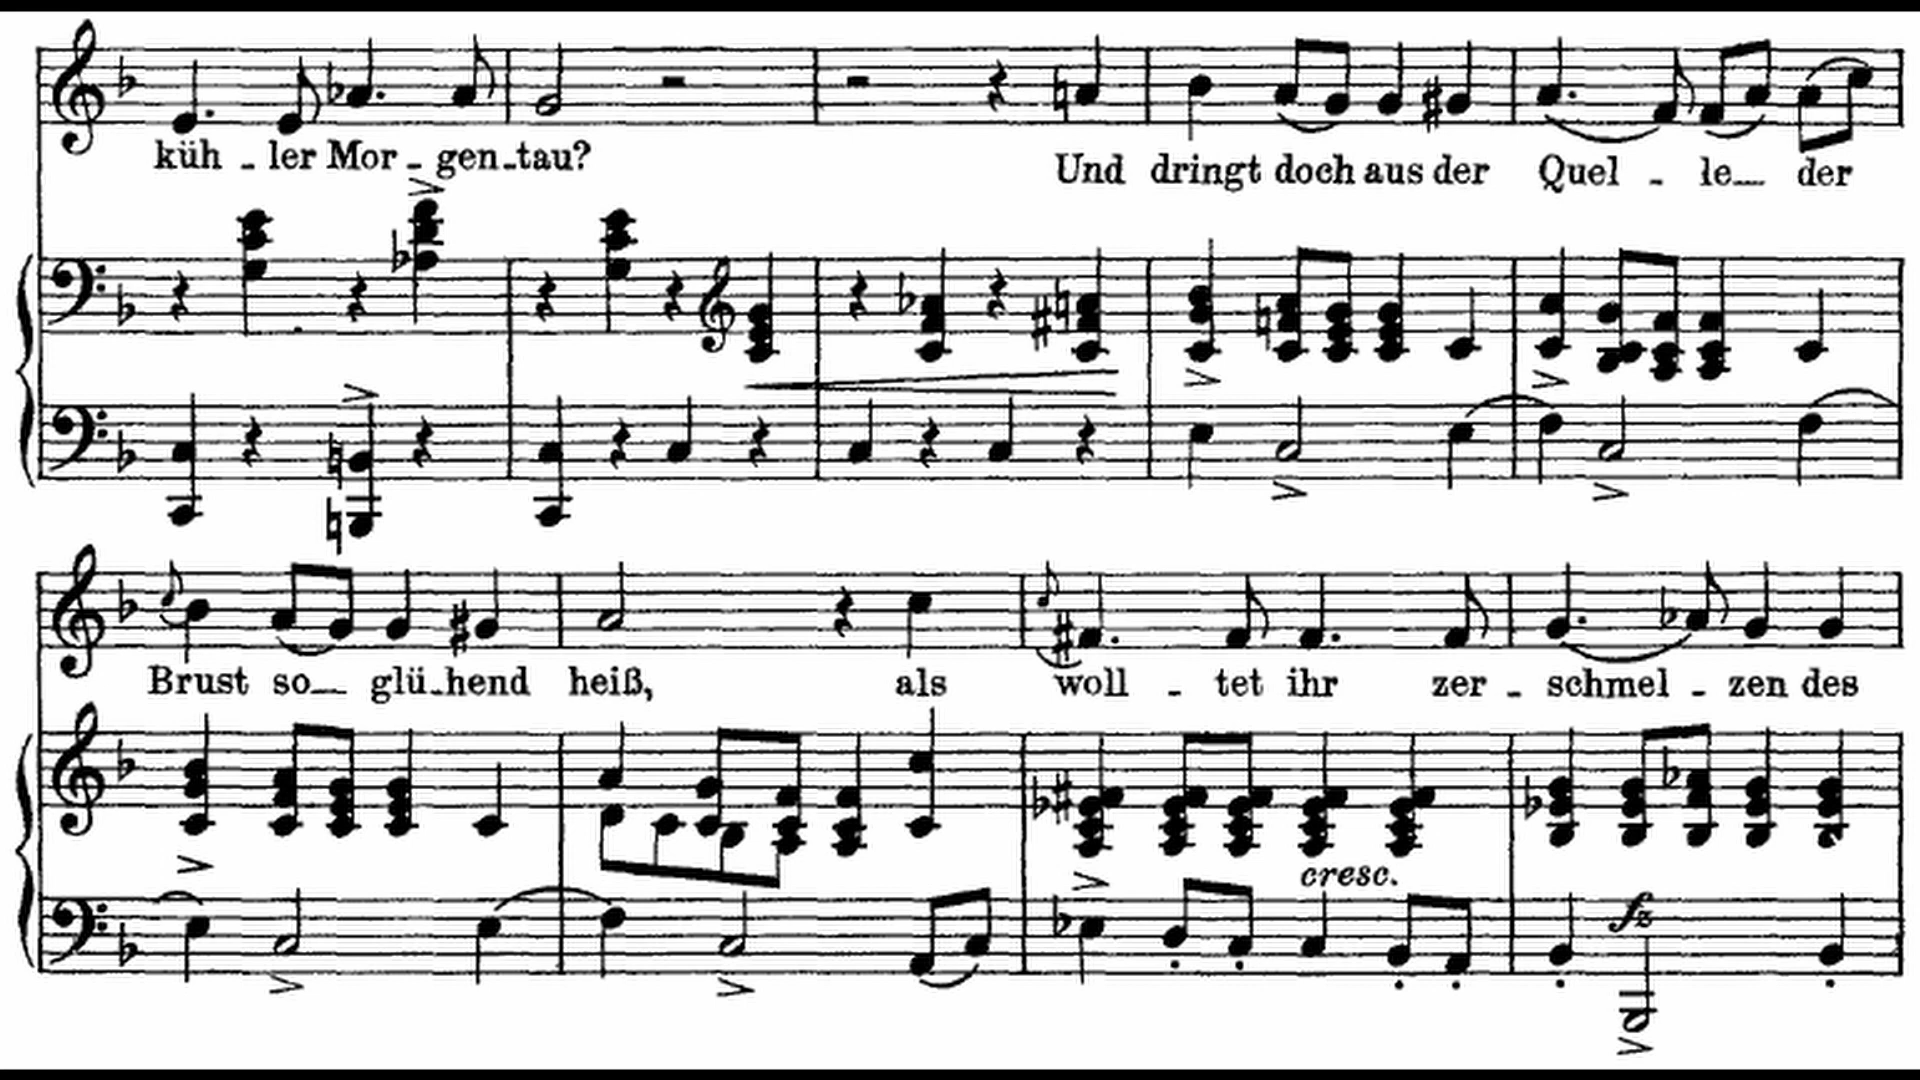 küh - ler Mor - gen - tau? Und dringt doch aus der Quel - le der
Brust so glü - hend heiß, als woll - tet ihr zer - schmel - zen des
cresc.
fz